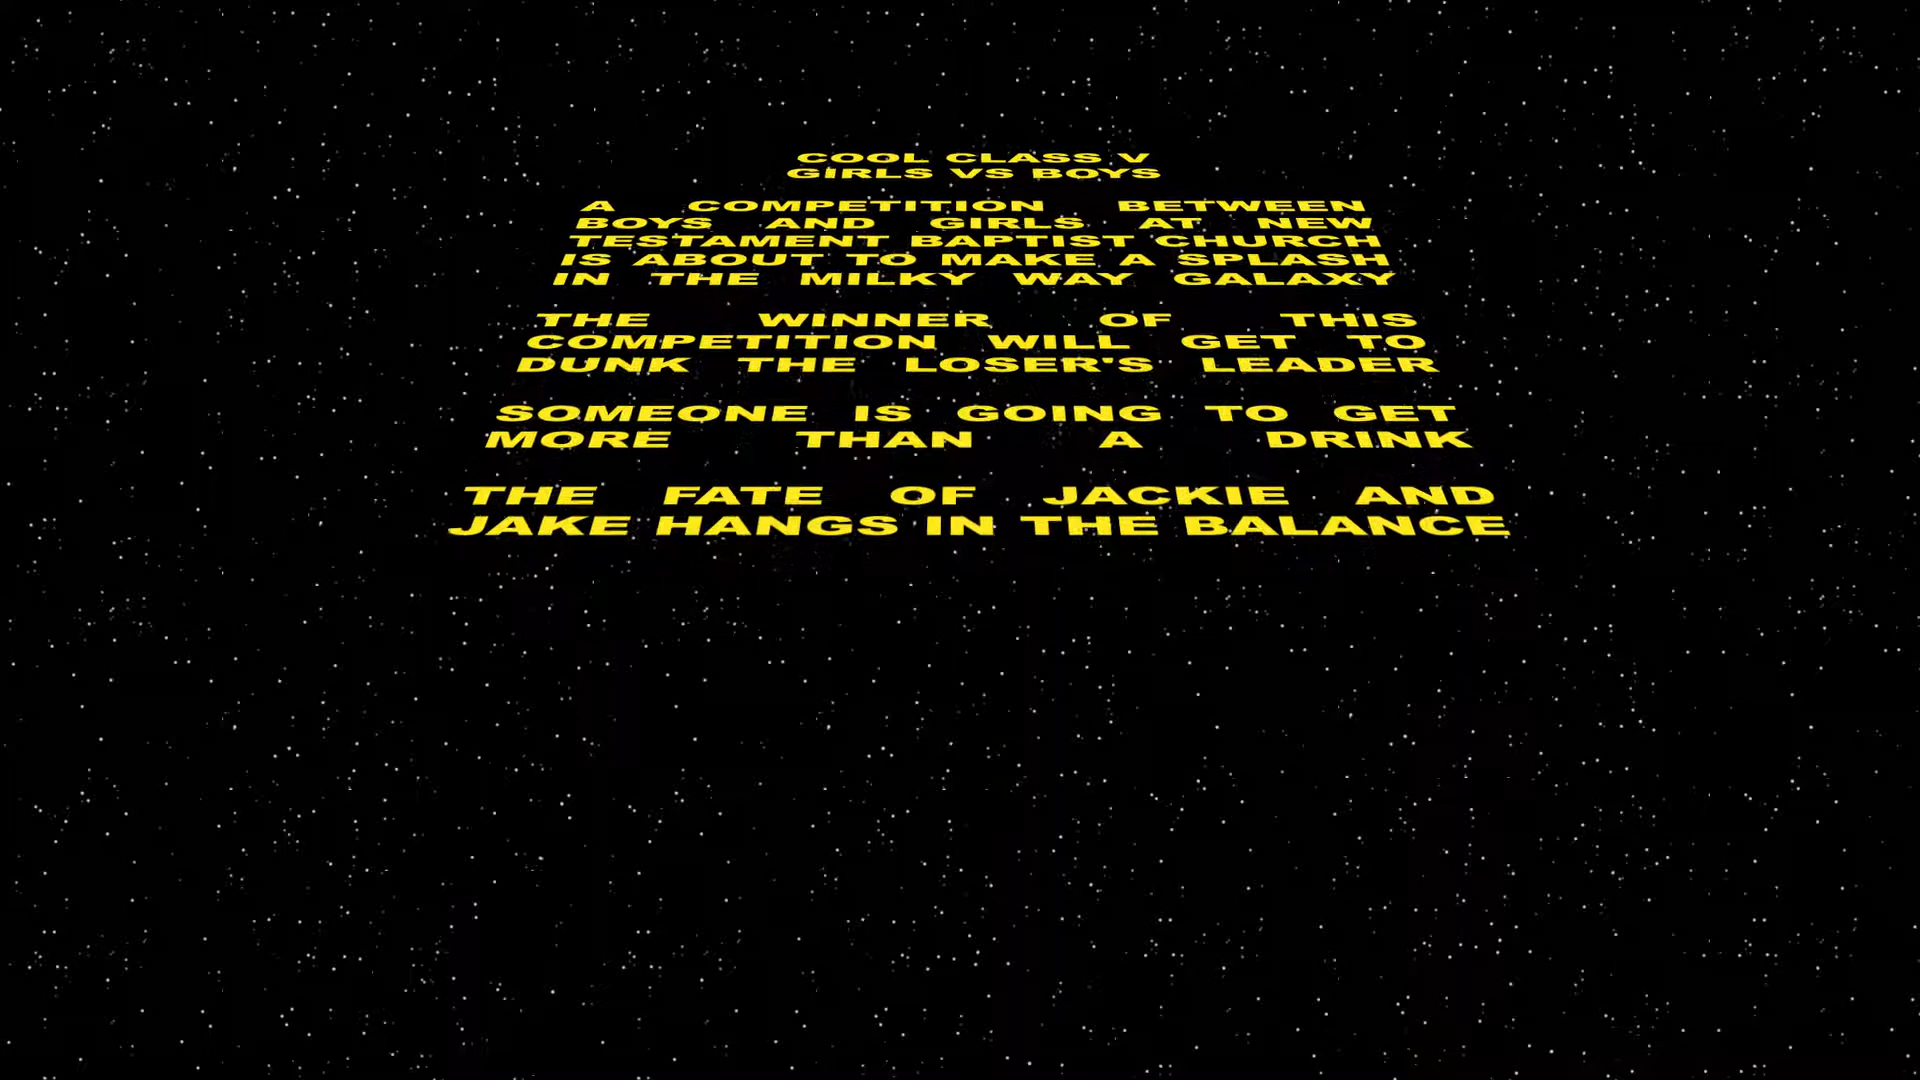 COOL CLASS V
GIRLS VS BOYS
A COMPETITION BETWEEN
BOYS AND GIRLS AT NEW
TESTAMENT BAPTIST CHURCH
IS ABOUT TO MAKE A SPLASH
IN THE MILKY WAY GALAXY
THE WINNER OF THIS
COMPETITION WILL GET TO
DUNK THE LOSER'S LEADER
SOMEONE IS GOING TO GET
MORE THAN A DRINK
THE FATE OF JACKIE AND
JAKE HANGS IN THE BALANCE